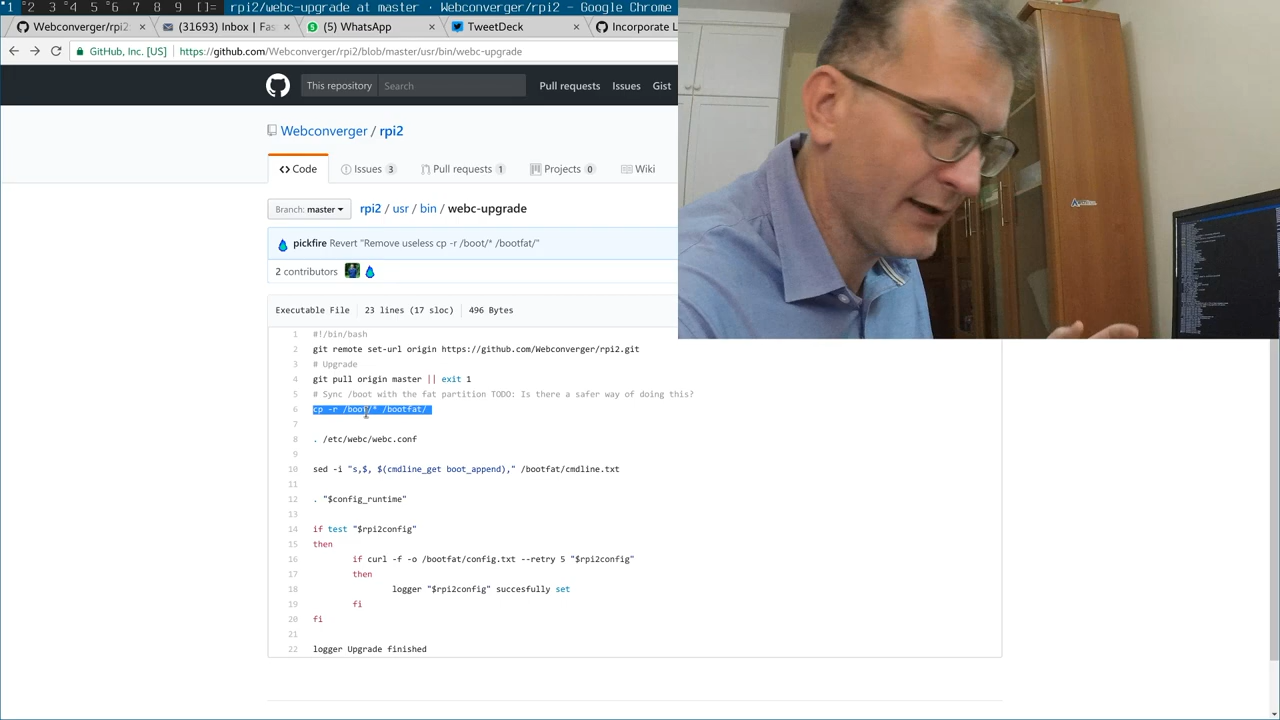 1 2 3 4 5 6 7 8 9 []= rpi2/webc-upgrade at master · Webconverger/rpi2 – Google Chrome
Webconverger/rpi2: (31693) Inbox | Fas (5) WhatsApp TweetDeck Incorporate L
GitHub, Inc. [US] https://github.com/Webconverger/rpi2/blob/master/usr/bin/webc-upgrade
This repository Search Pull requests Issues Gist
Webconverger / rpi2
Code Issues 3 Pull requests 1 Projects 0 Wiki
Branch: master rpi2 / usr / bin / webc-upgrade
pickfire Revert "Remove useless cp -r /boot/* /bootfat/"
2 contributors
Executable File 23 lines (17 sloc) 496 Bytes
1 #!/bin/bash
2 git remote set-url origin https://github.com/Webconverger/rpi2.git
3 # Upgrade
4 git pull origin master || exit 1
5 # Sync /boot with the fat partition TODO: Is there a safer way of doing this?
6 cp -r /boot/* /bootfat/
7
8 . /etc/webc/webc.conf
9
10 sed -i "s,$, $(cmdline_get boot_append)," /bootfat/cmdline.txt
11
12 . "$config_runtime"
13
14 if test "$rpi2config"
15 then
16 if curl -f -o /bootfat/config.txt --retry 5 "$rpi2config"
17 then
18 logger "$rpi2config" succesfully set
19 fi
20 fi
21
22 logger Upgrade finished